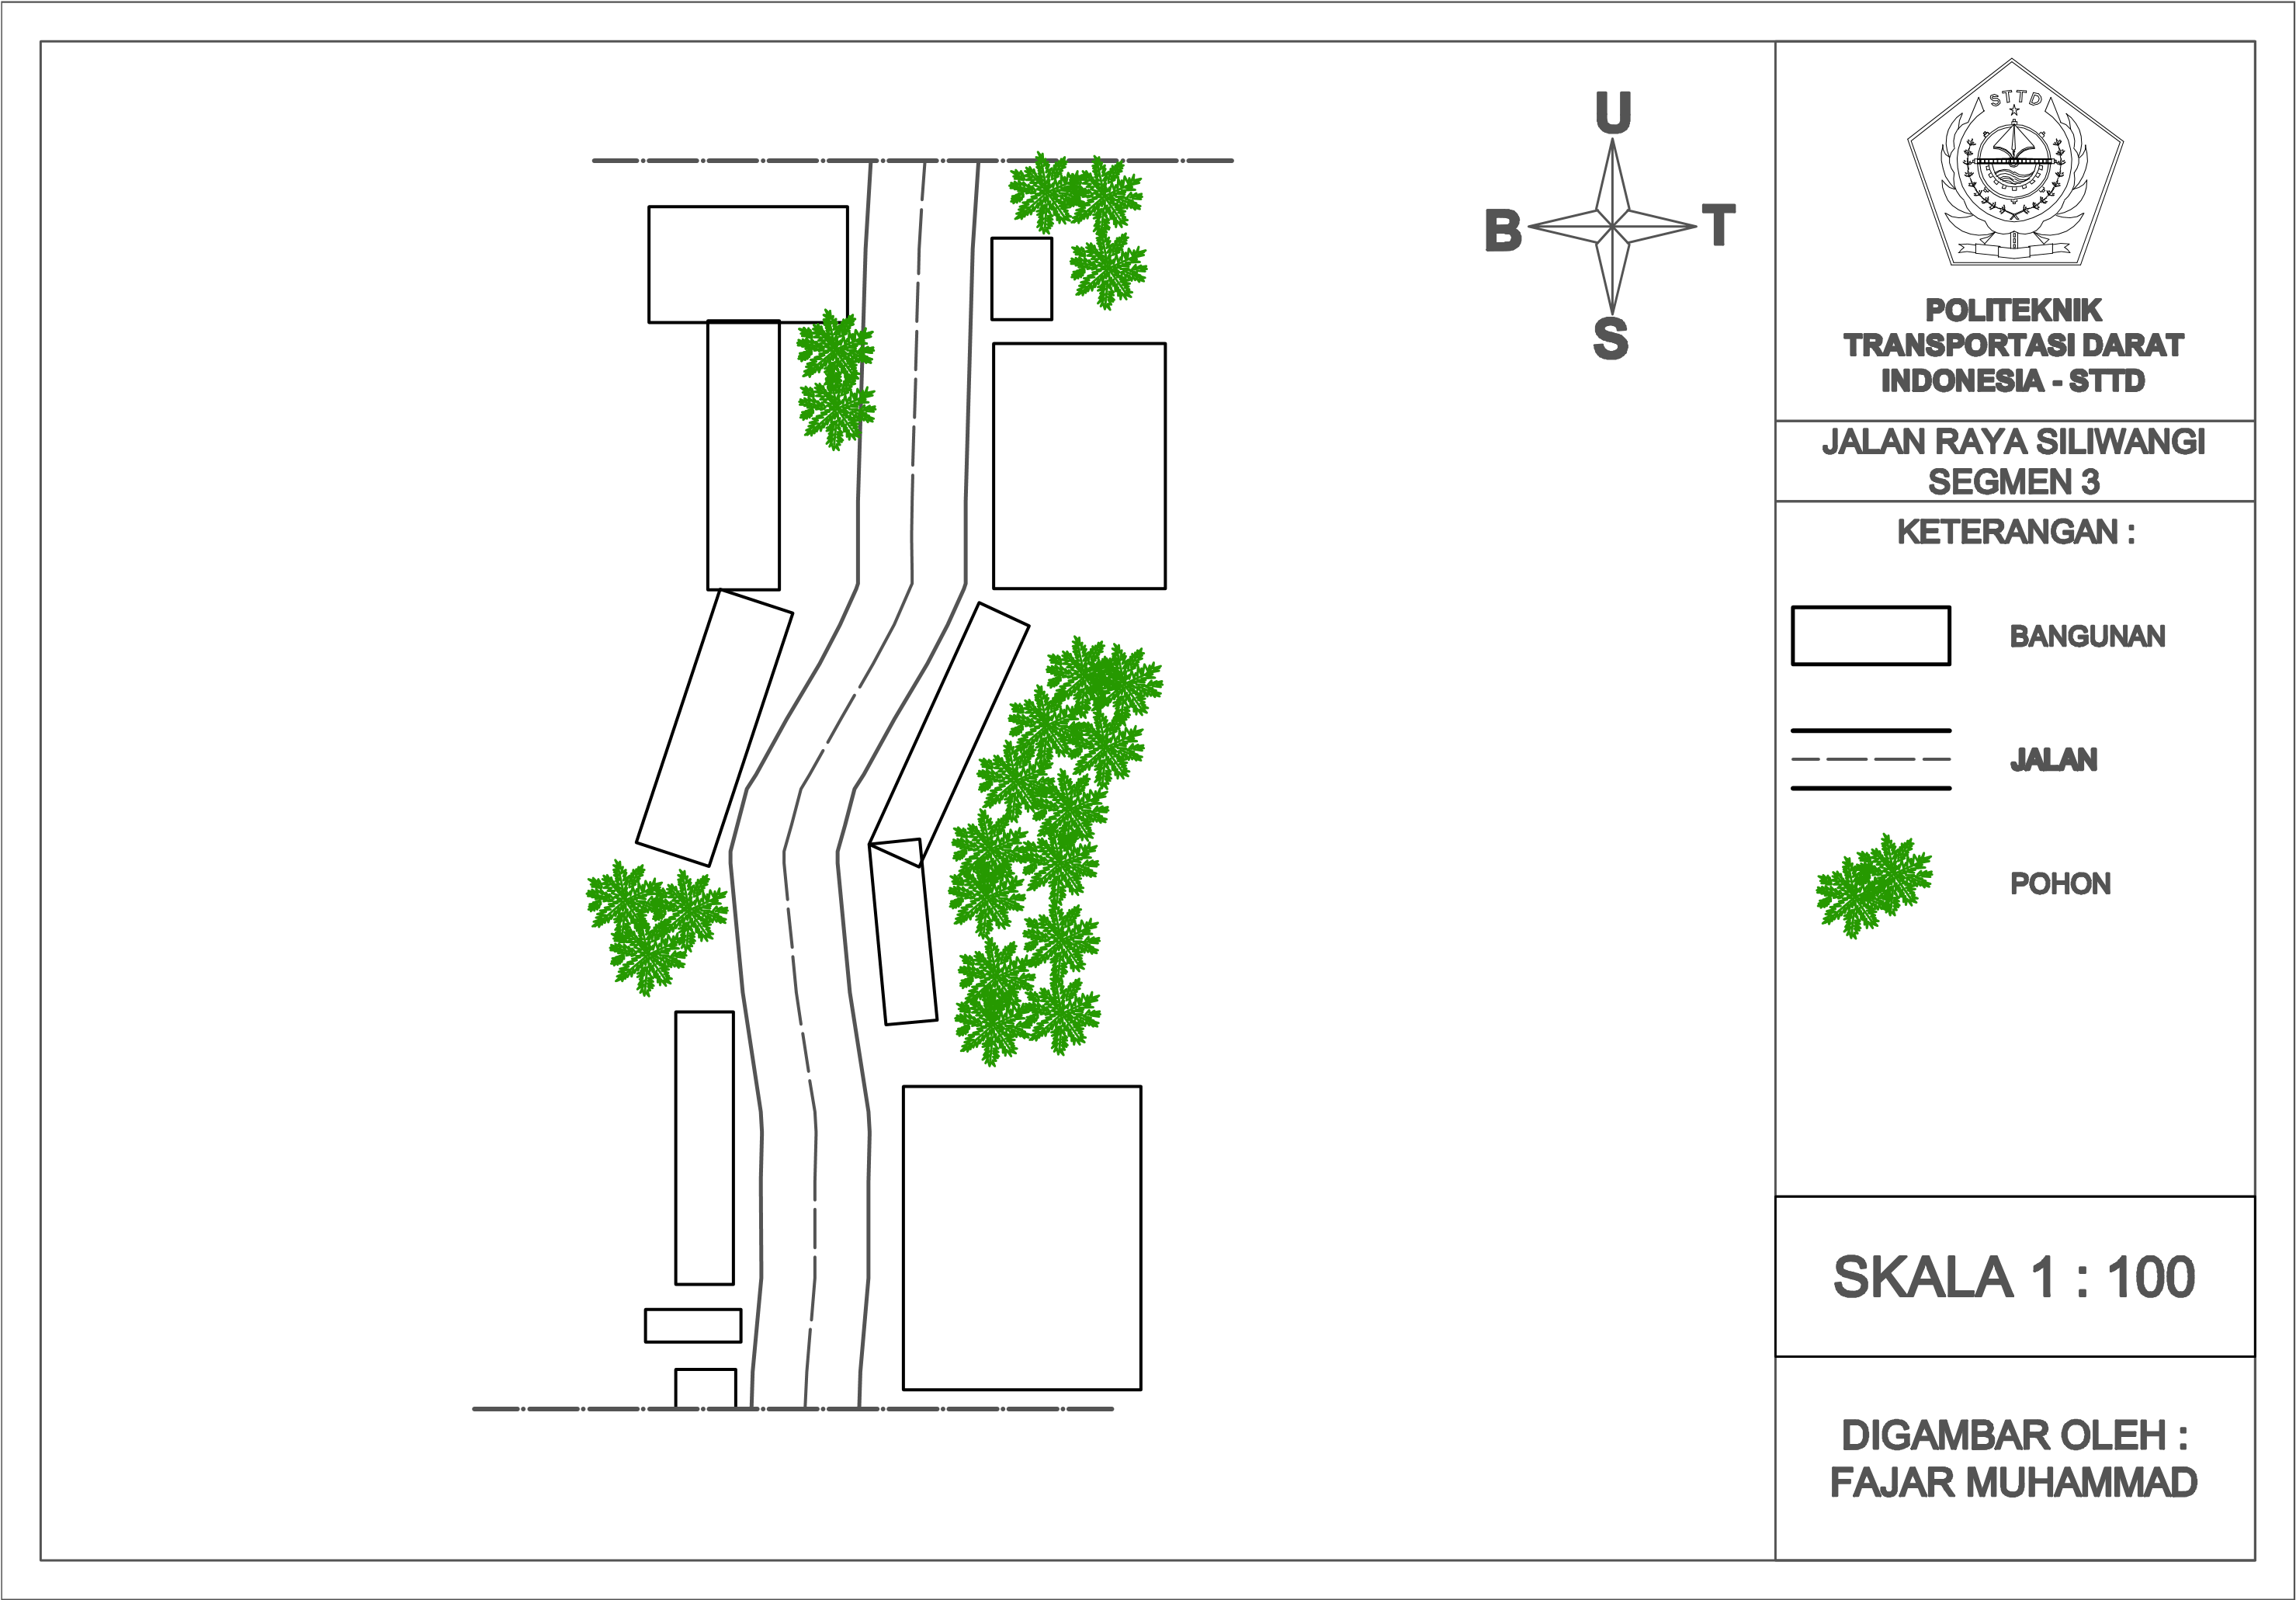 U
B
T
S
STTD
POLITEKNIK
TRANSPORTASI DARAT
INDONESIA - STTD
JALAN RAYA SILIWANGI
SEGMEN 3
KETERANGAN :
BANGUNAN
JALAN
POHON
SKALA 1 : 100
DIGAMBAR OLEH :
FAJAR MUHAMMAD